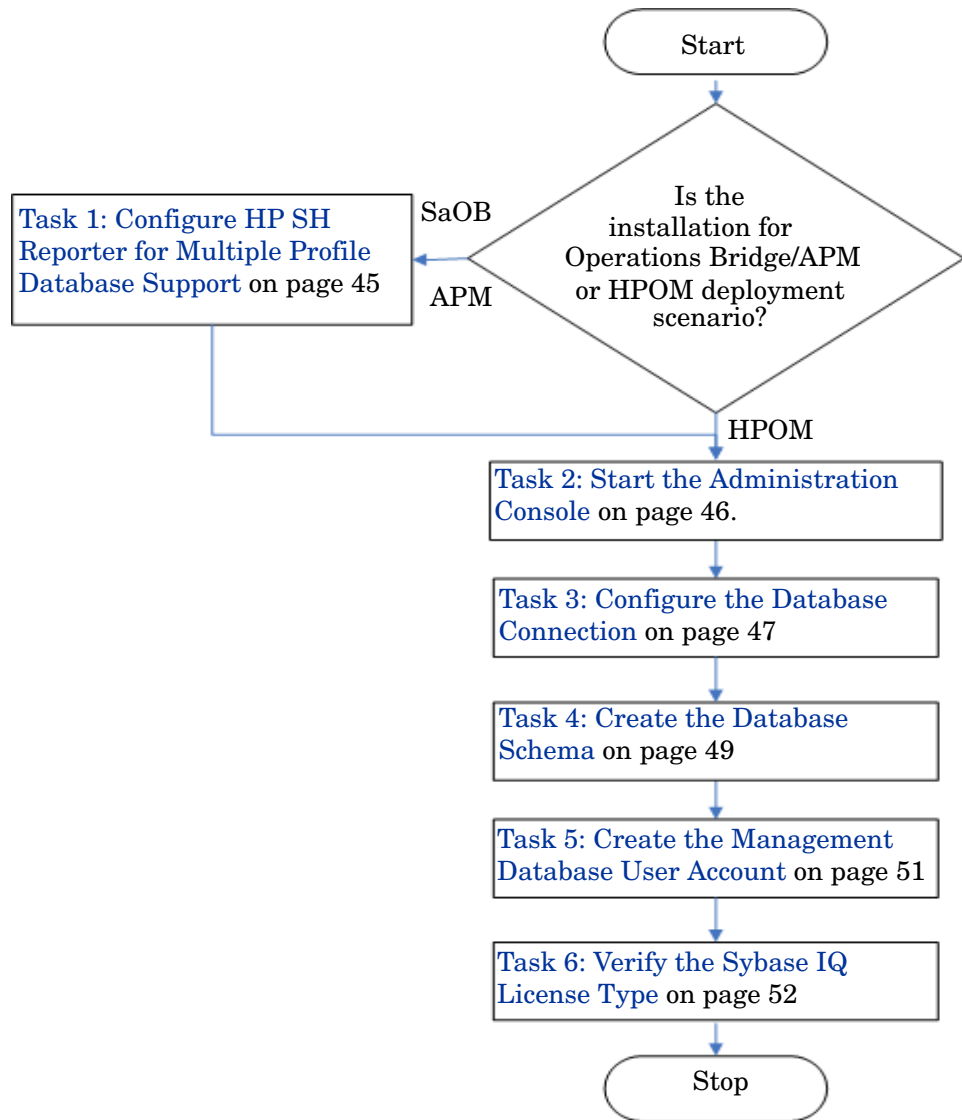 Start
Is the
installation for
Operations Bridge/APM
or HPOM deployment
scenario?
SaOB
APM
Task 1: Configure HP SH
Reporter for Multiple Profile
Database Support on page 45
HPOM
Task 2: Start the Administration
Console on page 46.
Task 3: Configure the Database
Connection on page 47
Task 4: Create the Database
Schema on page 49
Task 5: Create the Management
Database User Account on page 51
Task 6: Verify the Sybase IQ
License Type on page 52
Stop